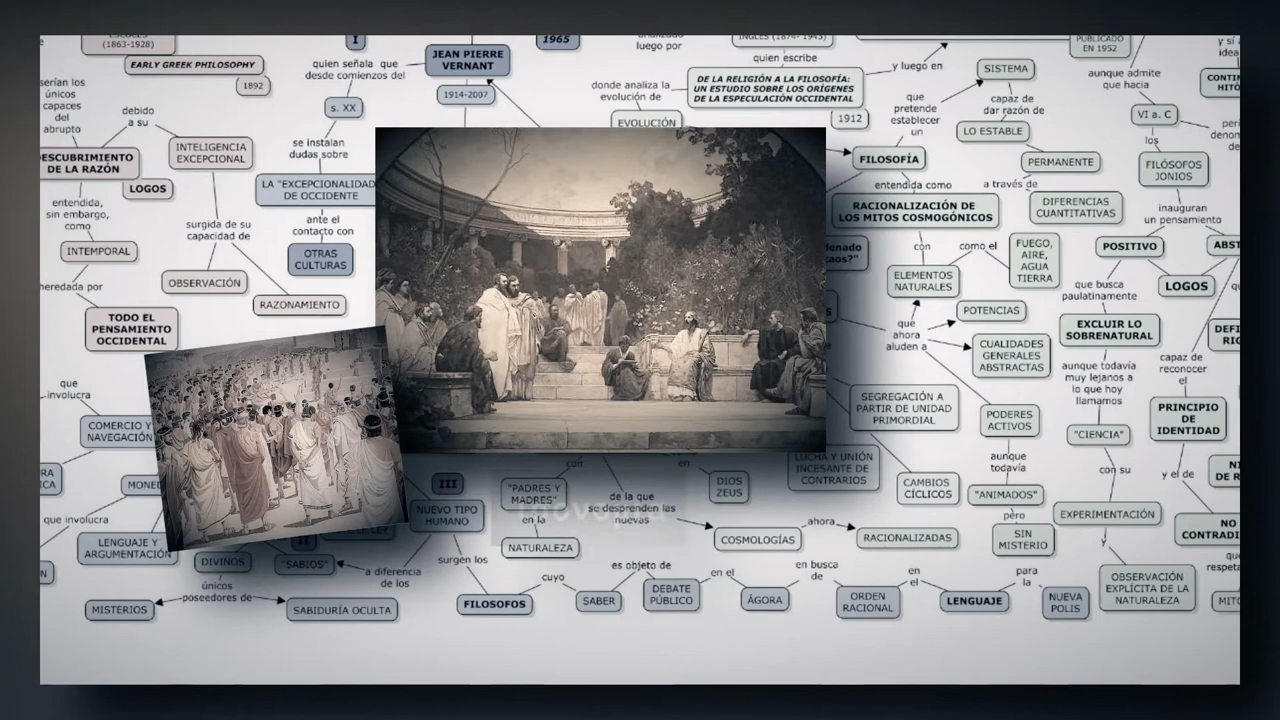 (1863-1928)
EARLY GREEK PHILOSOPHY
1892
serían los
únicos
capaces
del
abrupto
debido
a su
DESCUBRIMIENTO
DE LA RAZÓN
LOGOS
entendida,
sin embargo,
como
INTEMPORAL
heredada por
TODO EL
PENSAMIENTO
OCCIDENTAL
INTELIGENCIA
EXCEPCIONAL
surgida de su
capacidad de
OBSERVACIÓN
RAZONAMIENTO
I
quien señala que
desde comienzos del
s. XX
se instalan
dudas sobre
LA "EXCEPCIONALIDAD
DE OCCIDENTE
ante el
contacto con
OTRAS
CULTURAS
JEAN PIERRE
VERNANT
1914-2007
1965
luego por
donde analiza la
evolución de
EVOLUCIÓN
INGLÉS (1874- 1943)
quien escribe
DE LA RELIGIÓN A LA FILOSOFÍA:
UN ESTUDIO SOBRE LOS ORÍGENES
DE LA ESPECULACIÓN OCCIDENTAL
1912
y luego en
que
pretende
establecer
un
SISTEMA
capaz de
dar razón de
LO ESTABLE
PERMANENTE
a través de
DIFERENCIAS
CUANTITATIVAS
FILOSOFÍA
entendida como
RACIONALIZACIÓN DE
LOS MITOS COSMOGÓNICOS
con
como el
ELEMENTOS
NATURALES
FUEGO,
AIRE,
AGUA
TIERRA
que
ahora
aluden a
POTENCIAS
CUALIDADES
GENERALES
ABSTRACTAS
PODERES
ACTIVOS
aunque
todavía
"ANIMADOS"
pero
SIN
MISTERIO
SEGREGACIÓN A
PARTIR DE UNIDAD
PRIMORDIAL
LUCHA Y UNIÓN
INCESANTE DE
CONTRARIOS
CAMBIOS
CÍCLICOS
PUBLICADO
EN 1952
aunque admite
que hacia
VI a. C
los
FILÓSOFOS
JONIOS
inauguran
un pensamiento
POSITIVO
que busca
paulatinamente
EXCLUIR LO
SOBRENATURAL
aunque todavía
muy lejanos a
lo que hoy
llamamos
"CIENCIA"
con su
EXPERIMENTACIÓN
y
OBSERVACIÓN
EXPLÍCITA DE LA
NATURALEZA
LOGOS
capaz de
reconocer
el
PRINCIPIO
DE
IDENTIDAD
y el de
que
involucra
COMERCIO Y
NAVEGACIÓN
que involucra
LENGUAJE Y
ARGUMENTACIÓN
DIVINOS
únicos
poseedores de
MISTERIOS
SABIDURÍA OCULTA
II
"SABIOS"
a diferencia
de los
III
NUEVO TIPO
HUMANO
surgen los
FILOSOFOS
cuyo
SABER
es objeto de
DEBATE
PÚBLICO
en el
ÁGORA
en busca
de
ORDEN
RACIONAL
en
el
LENGUAJE
para
la
NUEVA
POLIS
con
"PADRES Y
MADRES"
en la
NATURALEZA
en
DIOS
ZEUS
de la que
se desprenden las
nuevas
COSMOLOGÍAS
ahora
RACIONALIZADAS